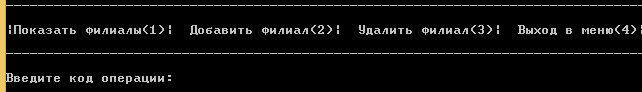 |Показать филиалы(1)|  Добавить филиал(2)|  Удалить филиал(3)|  Выход в меню(4)|
Введите код операции: